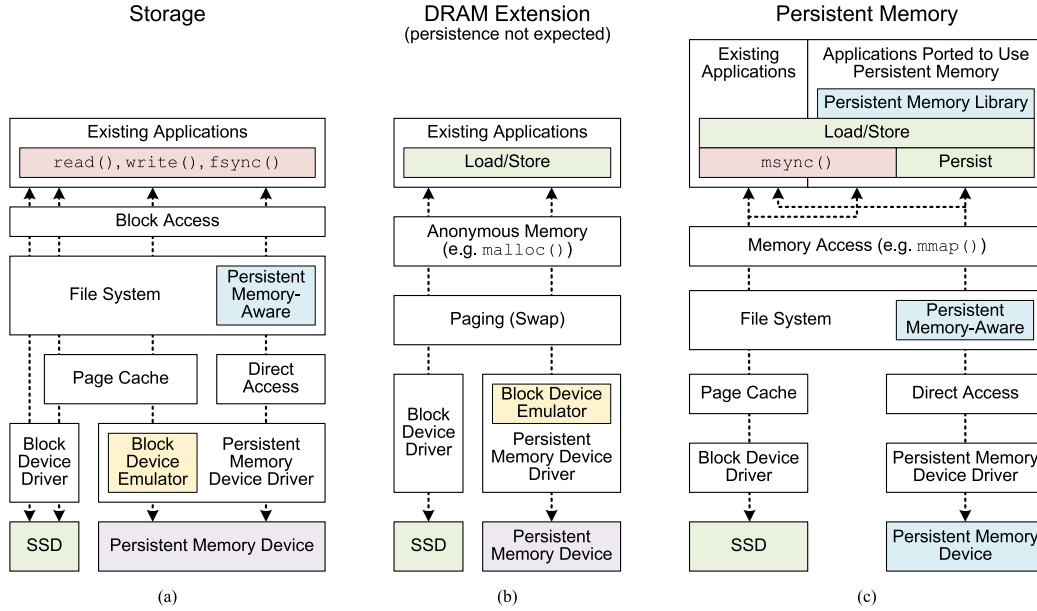 Storage
Existing Applications
read(), write(), fsync()
Block Access
File System
Persistent
Memory-
Aware
Page Cache
Direct
Access
Block
Device
Driver
Block
Device
Emulator
Persistent
Memory
Device Driver
SSD
Persistent Memory Device
(a)
DRAM Extension
(persistence not expected)
Existing Applications
Load/Store
Anonymous Memory
(e.g. malloc())
Paging (Swap)
Block
Device
Driver
Block Device
Emulator
Persistent
Memory Device
Driver
SSD
Persistent
Memory Device
(b)
Persistent Memory
Existing
Applications
Applications Ported to Use
Persistent Memory
Persistent Memory Library
Load/Store
msync()
Persist
Memory Access (e.g. mmap())
File System
Persistent
Memory-Aware
Page Cache
Direct Access
Block Device
Driver
Persistent Memory
Device Driver
SSD
Persistent Memory
Device
(c)